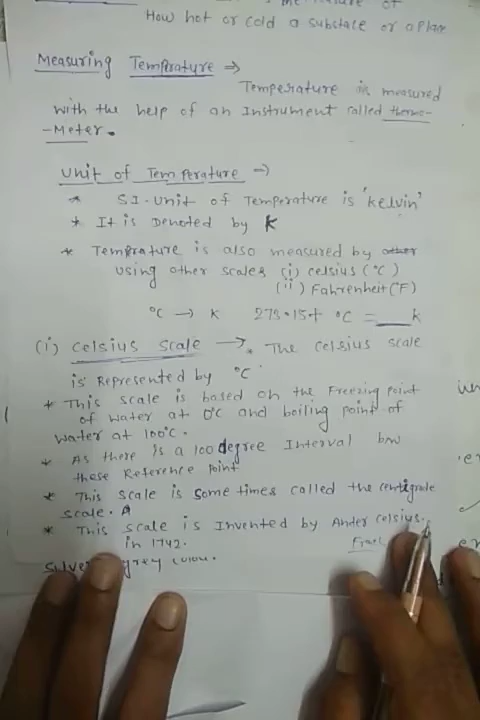 How hot or cold a substace or a place
Measuring Temprature ⇒
Temperature is measured
with the help of an Instrument called thermo-
-Meter.
Unit of Temperature →
* S.I. Unit of Temperature is 'kelvin'
* It is Denoted by K
* Temprature is also measured by other
using other scales (i) celsius (°C)
(ii) Fahrenheit (°F)
°C → K 273.15 + °C = ___ k
(i) Celsius Scale → . The Celsius scale
is Represented by °C
* This scale is based on the Freezing point
of water at 0°C and boiling point of
water at 100°C.
* As there is a 100 degree Interval b/w
these Reference point
* This scale is some times called the centigrade
scale.
* This scale is Invented by Ander Celsius.
in 1742.
grey colou.